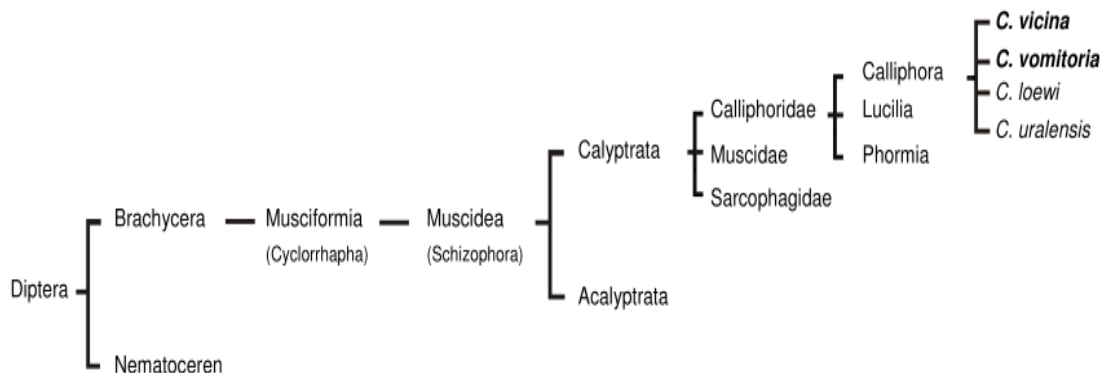 C. vicina
C. vomitoria
Calliphora
C. loewi
Calliphoridae
Lucilia
C. uralensis
Calyptrata
Muscidae
Phormia
Sarcophagidae
Brachycera
Musciformia
Muscidea
(Cyclorrhapha)
(Schizophora)
Diptera
Acalyptrata
Nematoceren